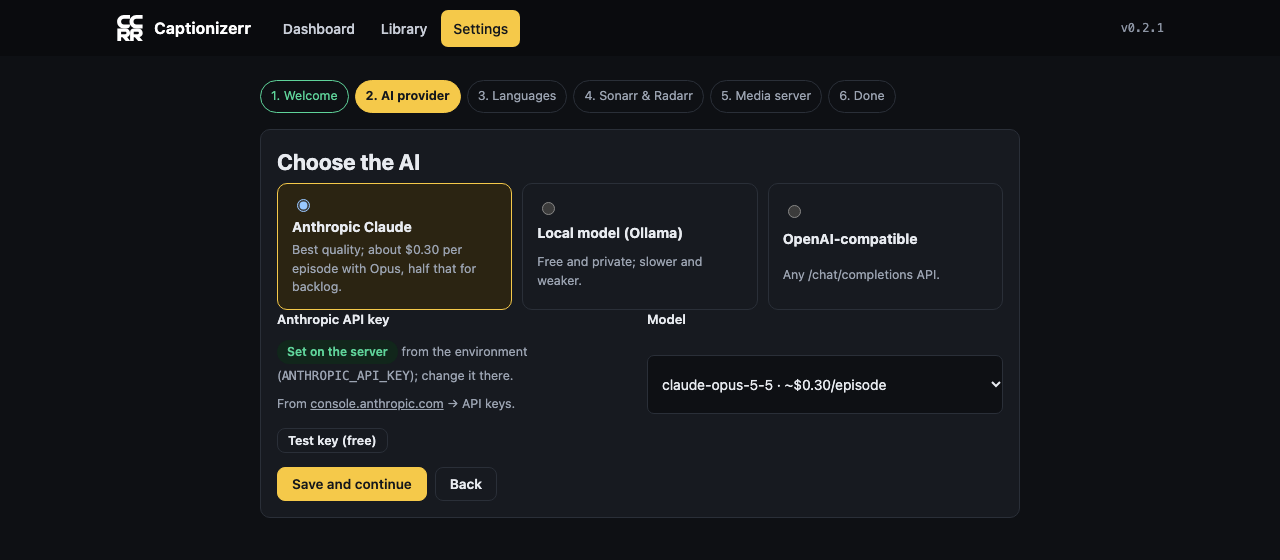 CC
RR
Captionizerr
Dashboard
Library
Settings
v0.2.1
1. Welcome
2. AI provider
3. Languages
4. Sonarr & Radarr
5. Media server
6. Done
Choose the AI
Anthropic Claude
Best quality; about $0.30 per
episode with Opus, half that for
backlog.
Local model (Ollama)
Free and private; slower and
weaker.
OpenAI-compatible
Any /chat/completions API.
Anthropic API key
Set on the server from the environment
(ANTHROPIC_API_KEY); change it there.
From console.anthropic.com → API keys.
Test key (free)
Model
claude-opus-5-5 · ~$0.30/episode
Save and continue
Back